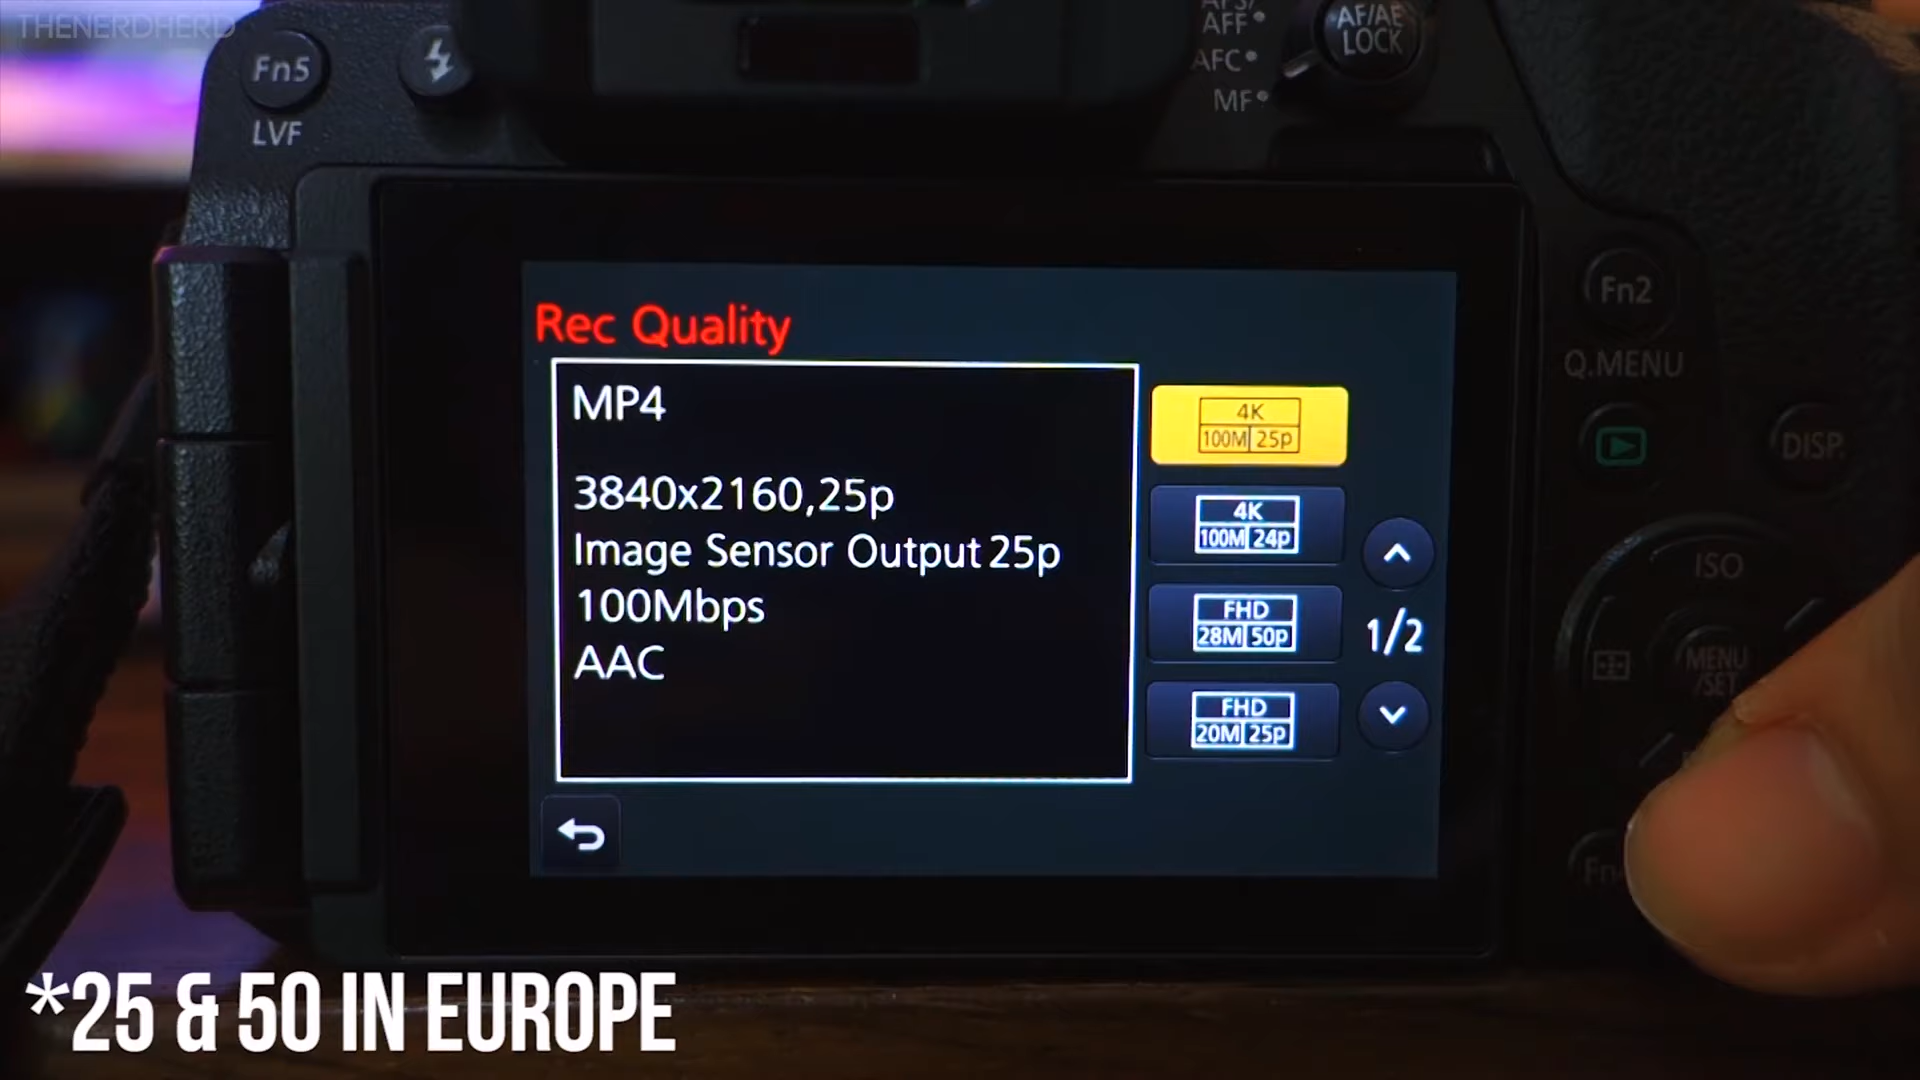 THENERDHERD
Fn5
LVF
AFF
AFC
MF
AF/AE
LOCK
Fn2
Q.MENU
DISP.
ISO
MENU
/SET
Rec Quality
MP4
3840x2160,25p
Image Sensor Output 25p
100Mbps
AAC
4K
100M 25p
4K
100M 24p
FHD
28M 50p
FHD
20M 25p
1/2
*25 & 50 IN EUROPE